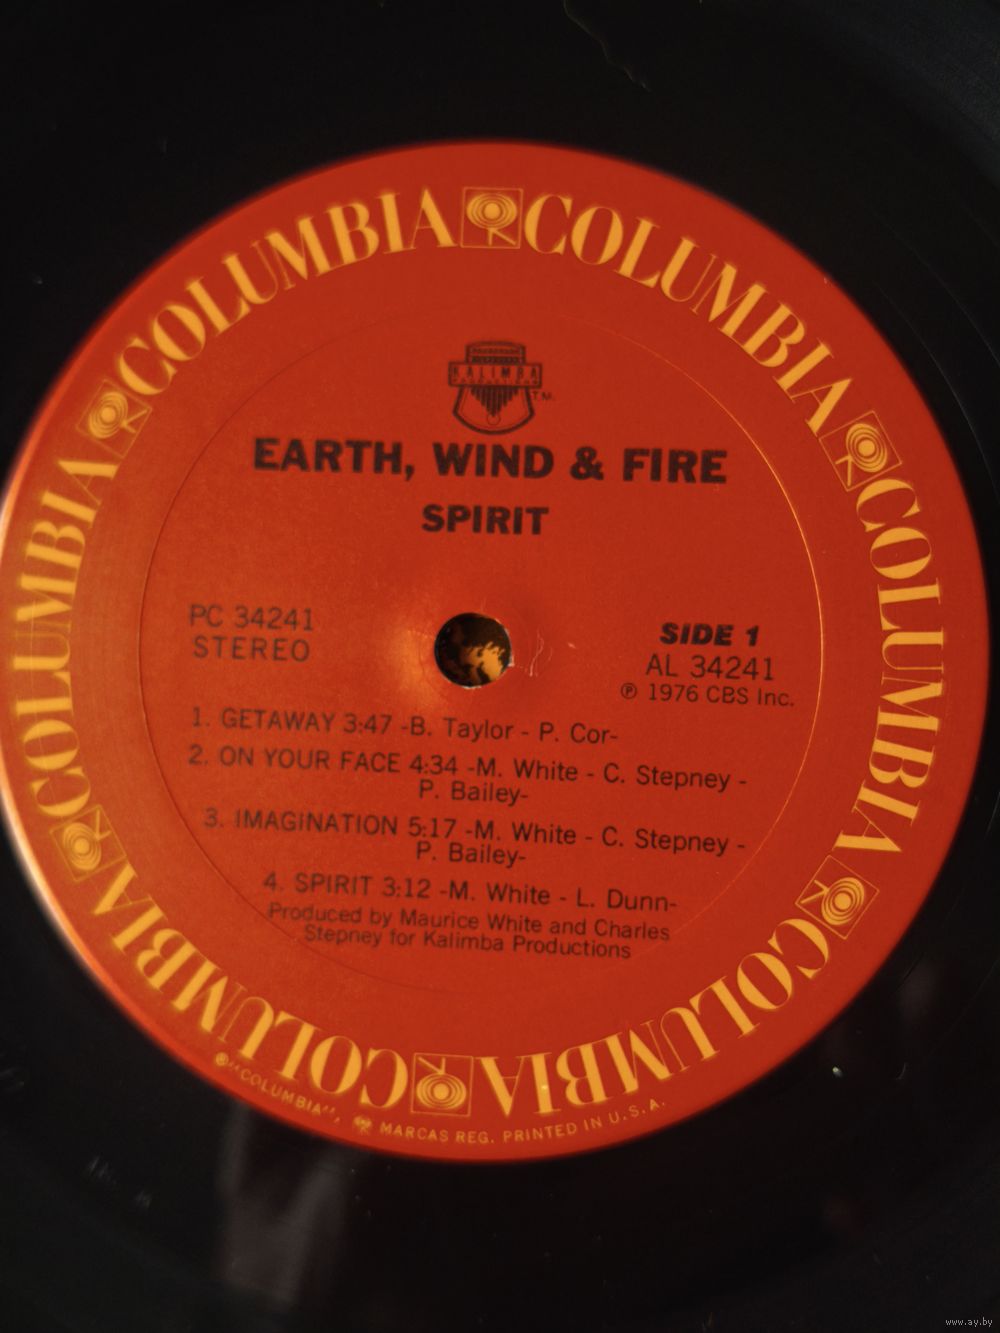 COLUMBIA COLUMBIA COLUMBIA COLUMBIA COLUMBIA COLUMBIA
KALIMBA
T.M.
EARTH, WIND & FIRE
SPIRIT
PC 34241
STEREO
SIDE 1
AL 34241
℗ 1976 CBS Inc.
1. GETAWAY 3:47 -B. Taylor - P. Cor-
2. ON YOUR FACE 4:34 -M. White - C. Stepney -
P. Bailey-
3. IMAGINATION 5:17 -M. White - C. Stepney -
P. Bailey-
4. SPIRIT 3:12 -M. White - L. Dunn-
Produced by Maurice White and Charles
Stepney for Kalimba Productions
®"COLUMBIA", MARCAS REG. PRINTED IN U.S.A.
www.ay.by